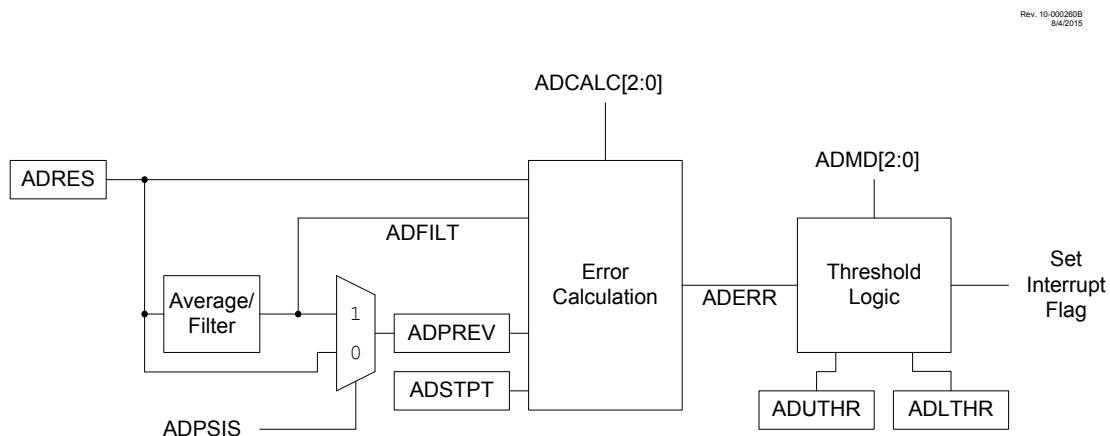 Rev. 10-000260B
8/4/2015
ADCALC[2:0]
ADMD[2:0]
ADRES
ADFILT
Average/
Filter
1
0
ADPREV
ADSTPT
ADPSIS
Error
Calculation
ADERR
Threshold
Logic
Set
Interrupt
Flag
ADUTHR
ADLTHR